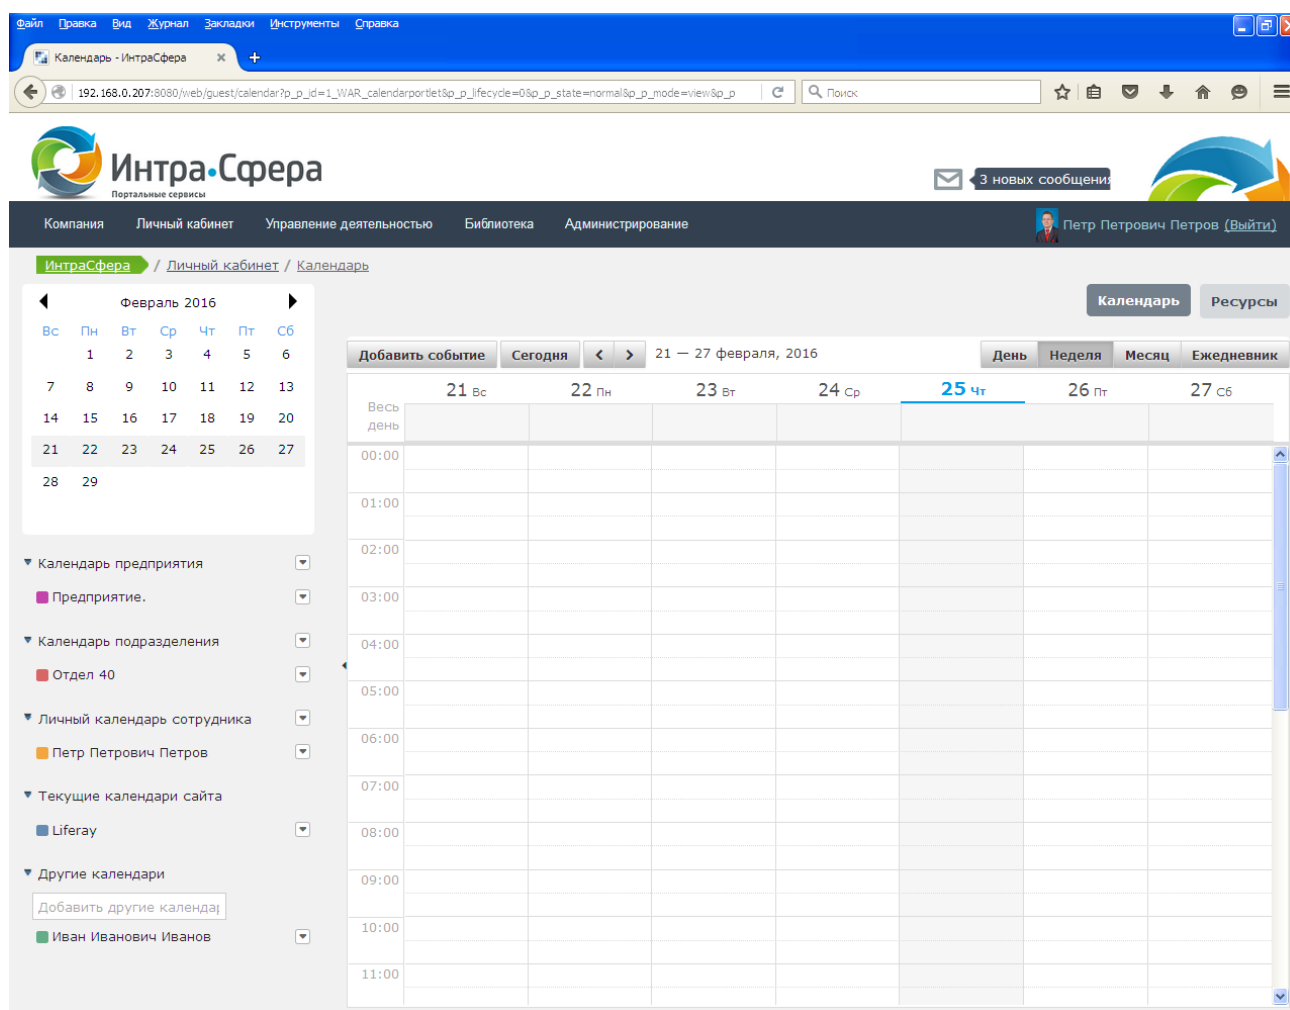 Файл Правка Вид Журнал Закладки Инструменты Справка
Календарь - ИнтраСфера
192.168.0.207:8080/web/guest/calendar?p_p_id=1_WAR_calendarportlet&p_p_lifecycle=0&p_p_state=normal&p_p_mode=view&p_p
Поиск
Интра•Сфера
Портальные сервисы
3 новых сообщения
Компания Личный кабинет Управление деятельностью Библиотека Администрирование
Петр Петрович Петров (Выйти)
ИнтраСфера / Личный кабинет / Календарь
Февраль 2016
Вс Пн Вт Ср Чт Пт Сб
1 2 3 4 5 6
7 8 9 10 11 12 13
14 15 16 17 18 19 20
21 22 23 24 25 26 27
28 29
Календарь предприятия
Предприятие.
Календарь подразделения
Отдел 40
Личный календарь сотрудника
Петр Петрович Петров
Текущие календари сайта
Liferay
Другие календари
Добавить другие календар
Иван Иванович Иванов
Календарь Ресурсы
Добавить событие Сегодня < > 21 — 27 февраля, 2016
День Неделя Месяц Ежедневник
21 Вс 22 Пн 23 Вт 24 Ср 25 Чт 26 Пт 27 Сб
Весь
день
00:00
01:00
02:00
03:00
04:00
05:00
06:00
07:00
08:00
09:00
10:00
11:00